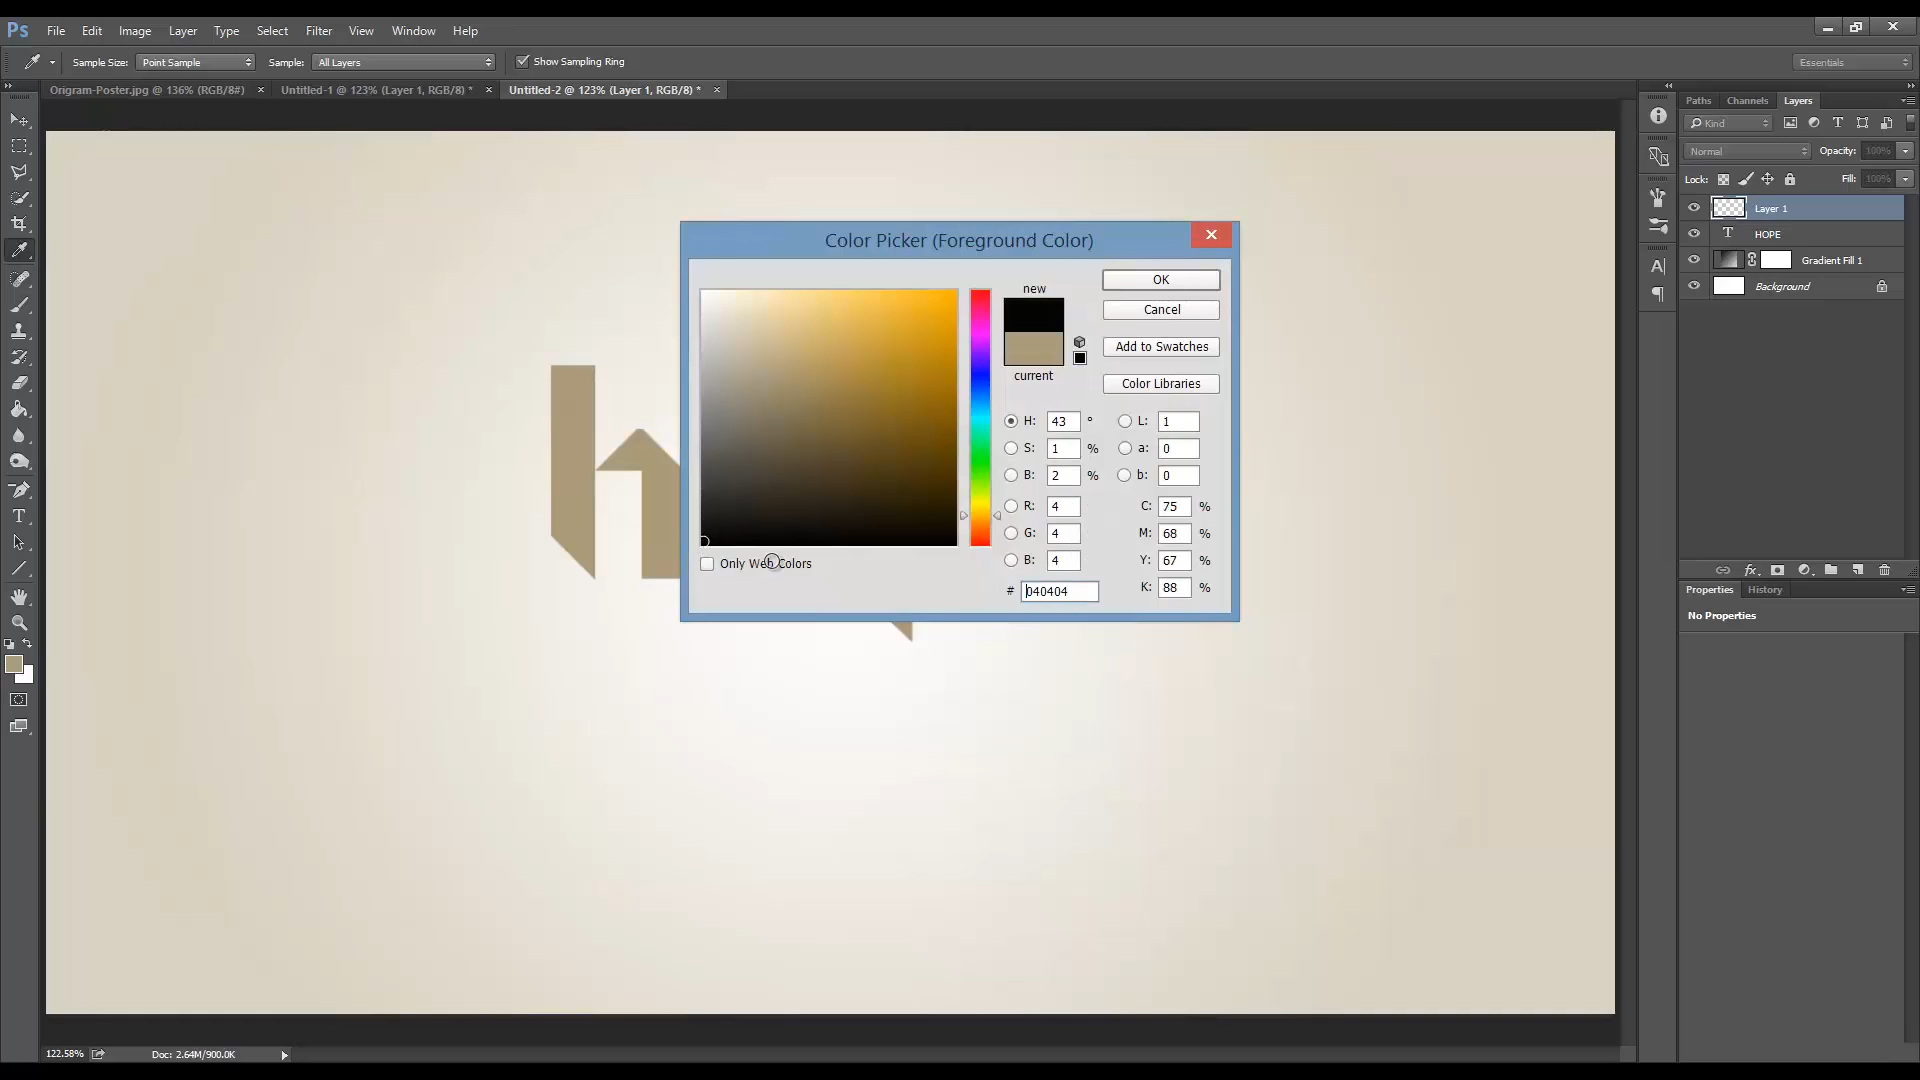 Ps File Edit Image Layer Type Select Filter View Window Help
Sample Size: Point Sample Sample: All Layers Show Sampling Ring Essentials
Origram-Poster.jpg @ 136% (RGB/8#) Untitled-1 @ 123% (Layer 1, RGB/8) * Untitled-2 @ 123% (Layer 1, RGB/8) *
Paths Channels Layers
Kind
Normal Opacity: 100%
Lock: Fill: 100%
Layer 1
HOPE
Gradient Fill 1
Background
Properties History
No Properties
Color Picker (Foreground Color)
new
current
OK
Cancel
Add to Swatches
Color Libraries
H: 43 ° L: 1
S: 1 % a: 0
B: 2 % b: 0
R: 4 C: 75 %
G: 4 M: 68 %
B: 4 Y: 67 %
# 040404 K: 88 %
Only Web Colors
h
122.58% Doc: 2.64M/900.0K